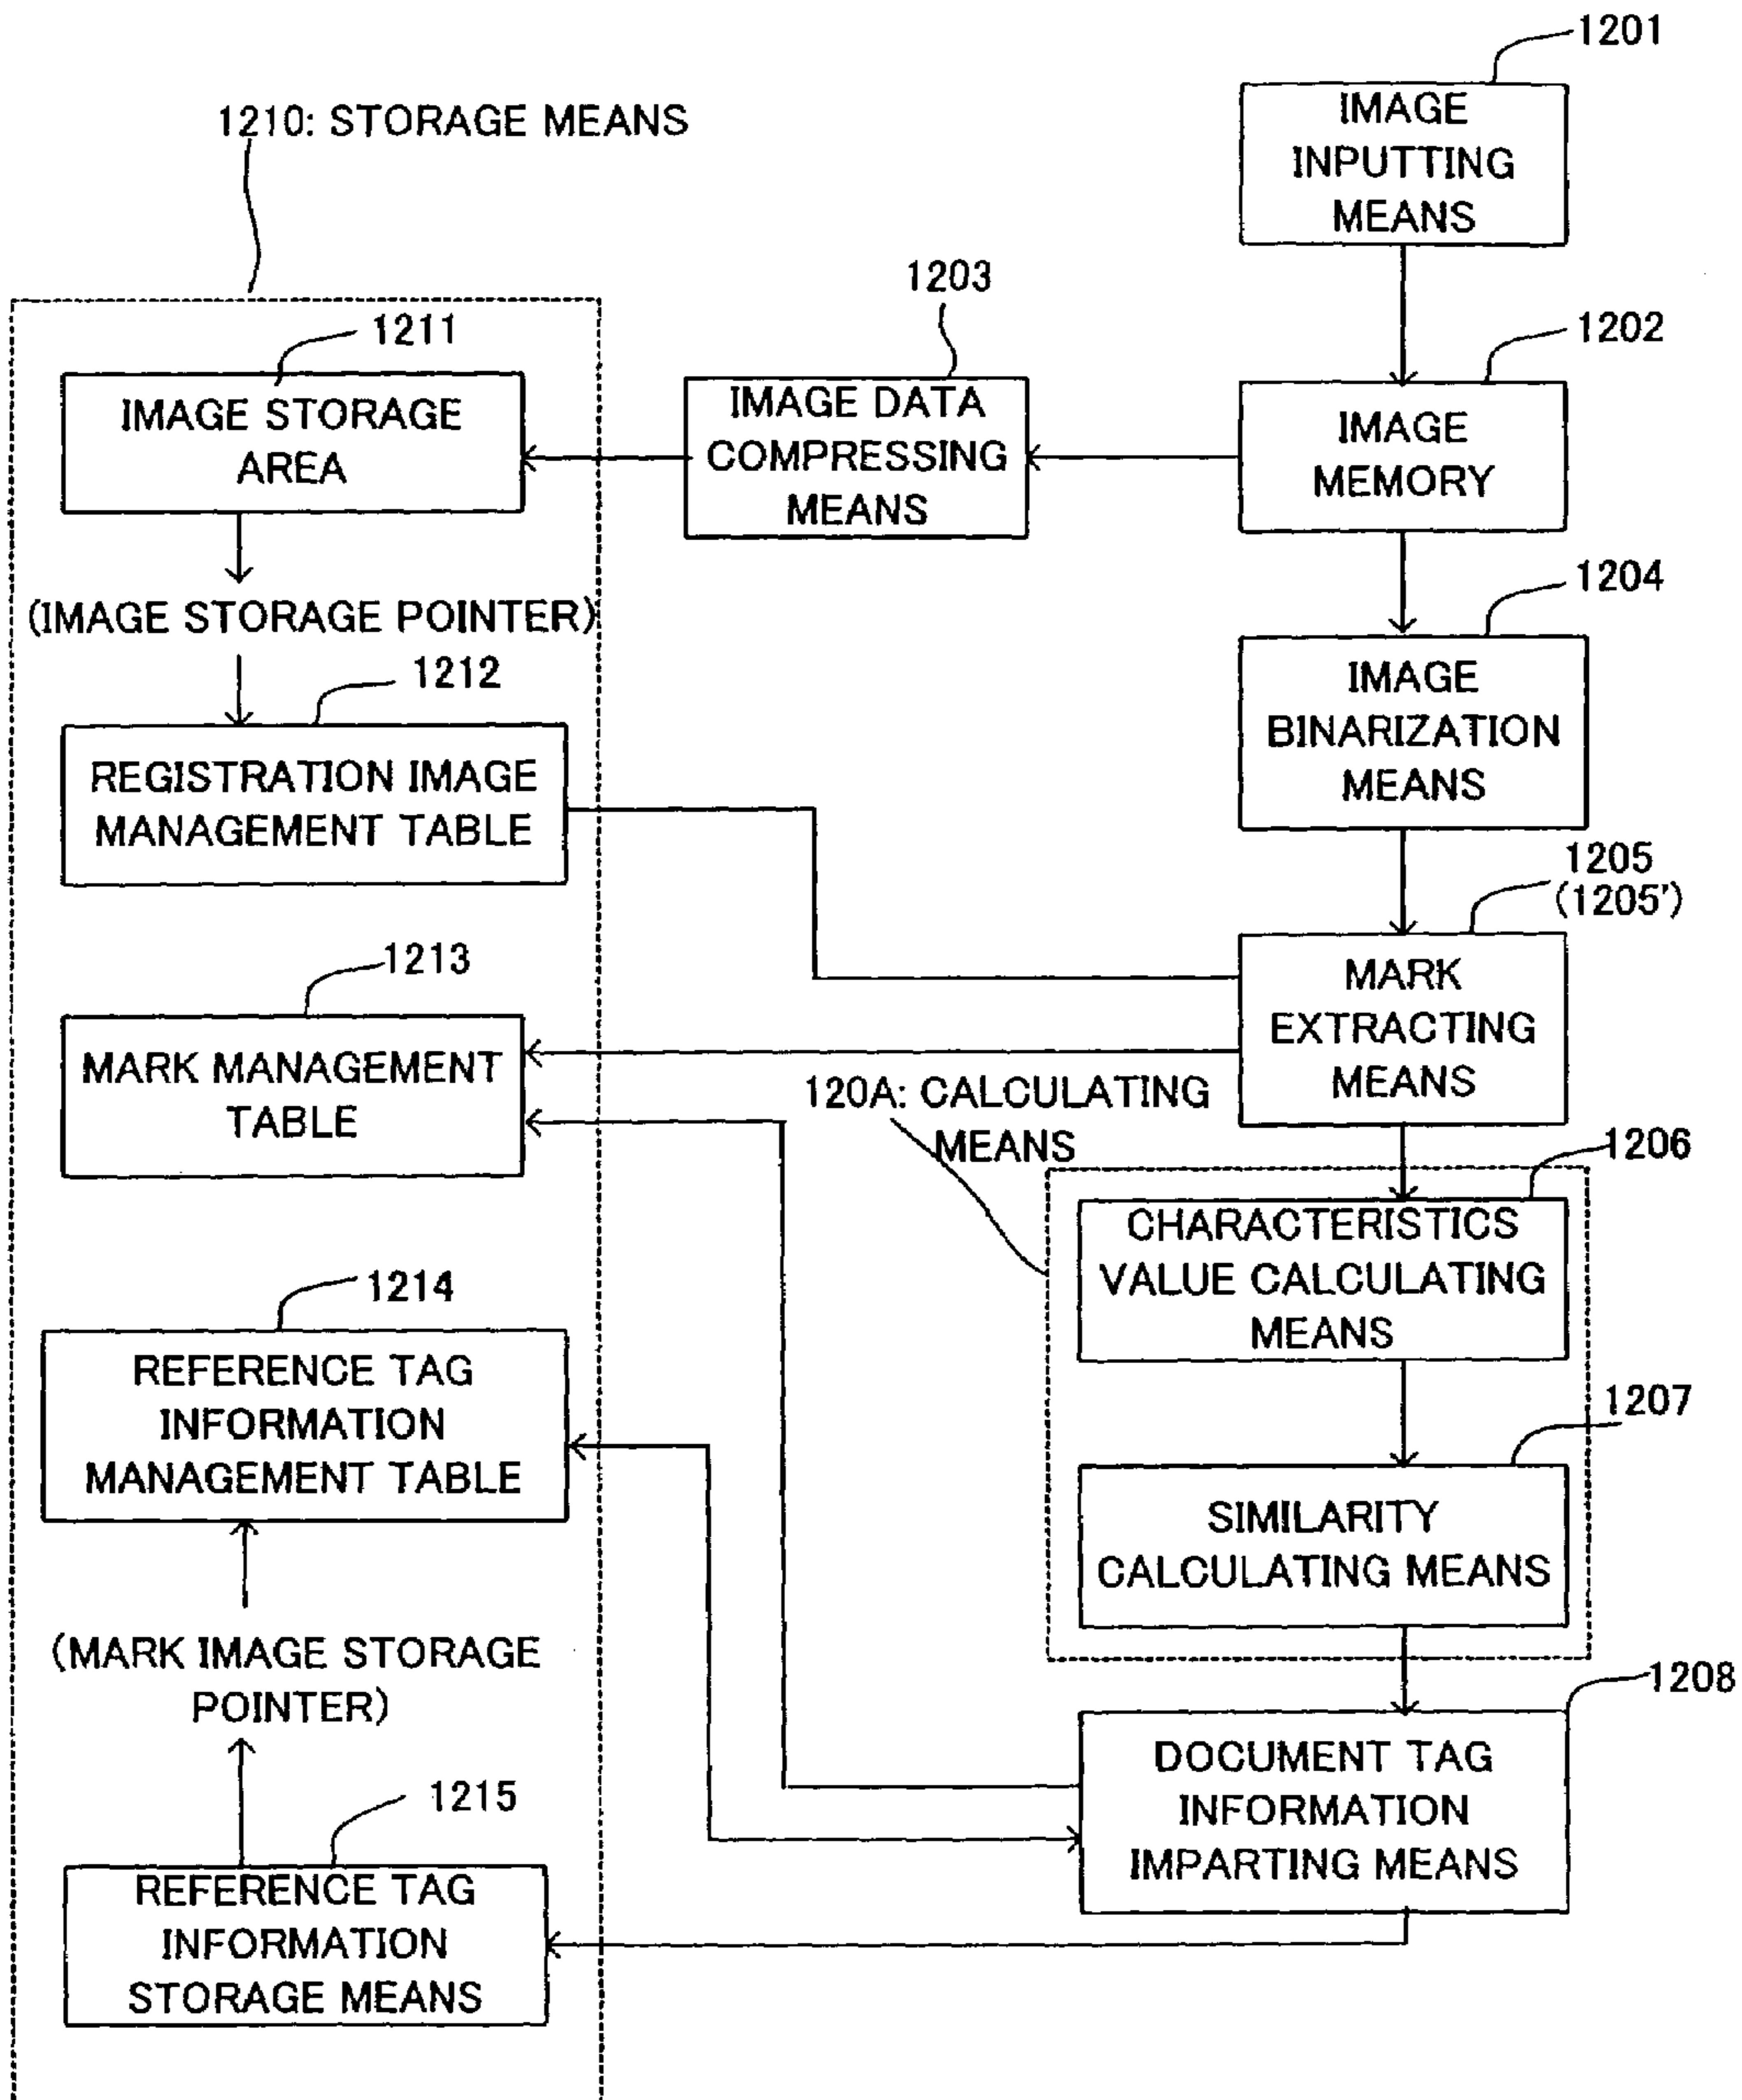 1201
IMAGE
INPUTTING
MEANS
1210: STORAGE MEANS
1203
1202
1211
IMAGE STORAGE
AREA
IMAGE DATA
COMPRESSING
MEANS
IMAGE
MEMORY
(IMAGE STORAGE POINTER)
1204
IMAGE
BINARIZATION
MEANS
1212
REGISTRATION IMAGE
MANAGEMENT TABLE
1205
(1205')
MARK
EXTRACTING
MEANS
1213
MARK MANAGEMENT
TABLE
120A: CALCULATING
MEANS
1206
CHARACTERISTICS
VALUE CALCULATING
MEANS
1214
REFERENCE TAG
INFORMATION
MANAGEMENT TABLE
1207
SIMILARITY
CALCULATING MEANS
(MARK IMAGE STORAGE
POINTER)
1208
DOCUMENT TAG
INFORMATION
IMPARTING MEANS
1215
REFERENCE TAG
INFORMATION
STORAGE MEANS